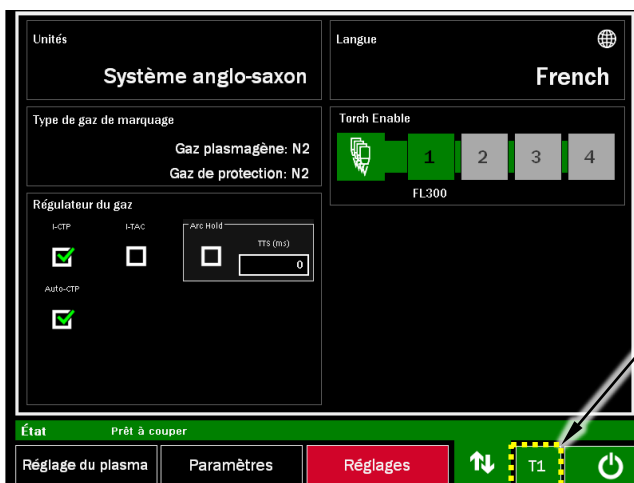 Unités
Système anglo-saxon
Langue
French
Type de gaz de marquage
Gaz plasmagène: N2
Gaz de protection: N2
Torch Enable
1 2 3 4
FL300
Régulateur du gaz
I-CTP I-TAC Arc Hold
TTS (ms)
0
Auto-CTP
État Prêt à couper
Réglage du plasma Paramètres Réglages T1